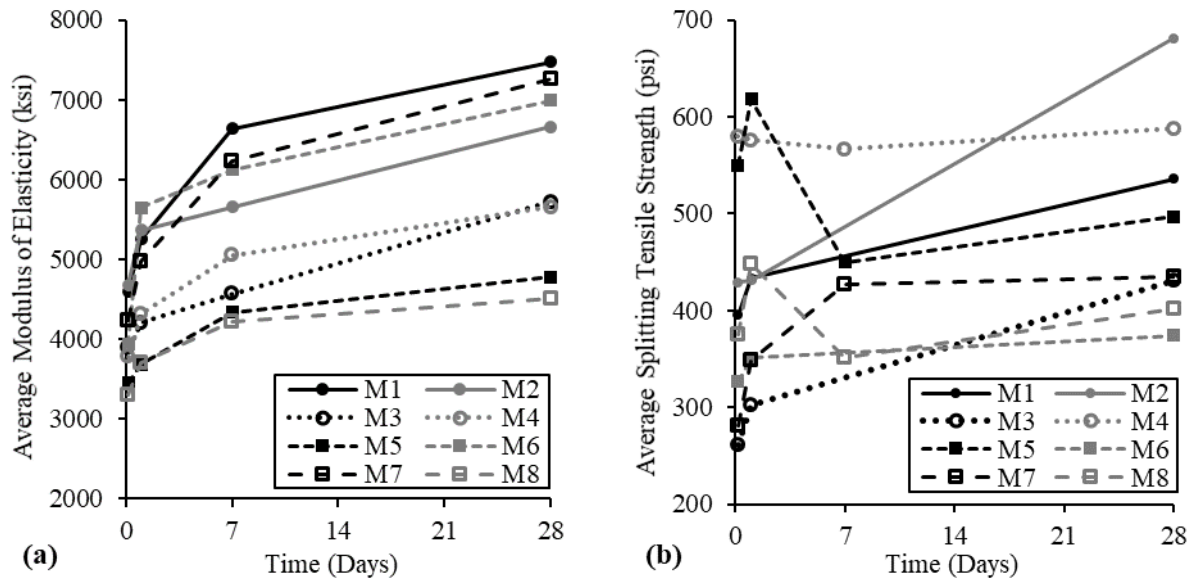 Average Modulus of Elasticity (ksi)
8000
7000
6000
5000
4000
3000
2000
M1 M2
M3 M4
M5 M6
M7 M8
0 7 14 21 28
Time (Days)
(a)
Average Splitting Tensile Strength (psi)
700
600
500
400
300
200
M1 M2
M3 M4
M5 M6
M7 M8
0 7 14 21 28
Time (Days)
(b)